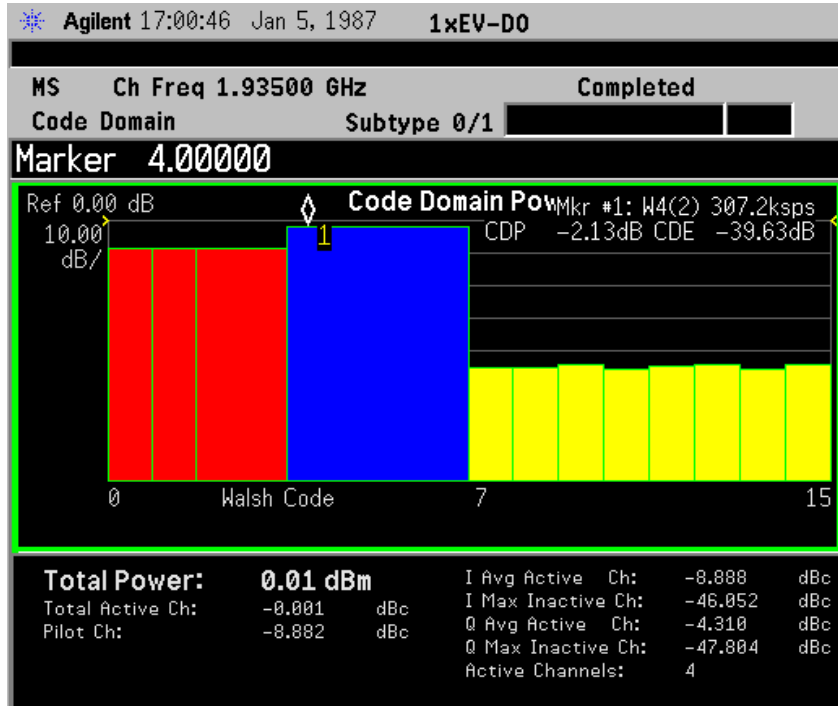 Agilent 17:00:46 Jan 5, 1987 1xEV-DO
MS Ch Freq 1.93500 GHz Completed
Code Domain Subtype 0/1
Marker 4.00000
Ref 0.00 dB Code Domain Pow Mkr #1: W4(2) 307.2ksps
10.00 1 CDP -2.13dB CDE -39.63dB
dB/
0 Walsh Code 7 15
Total Power: 0.01 dBm I Avg Active Ch: -8.888 dBc
Total Active Ch: -0.001 dBc I Max Inactive Ch: -46.052 dBc
Pilot Ch: -8.882 dBc Q Avg Active Ch: -4.310 dBc
Q Max Inactive Ch: -47.804 dBc
Active Channels: 4